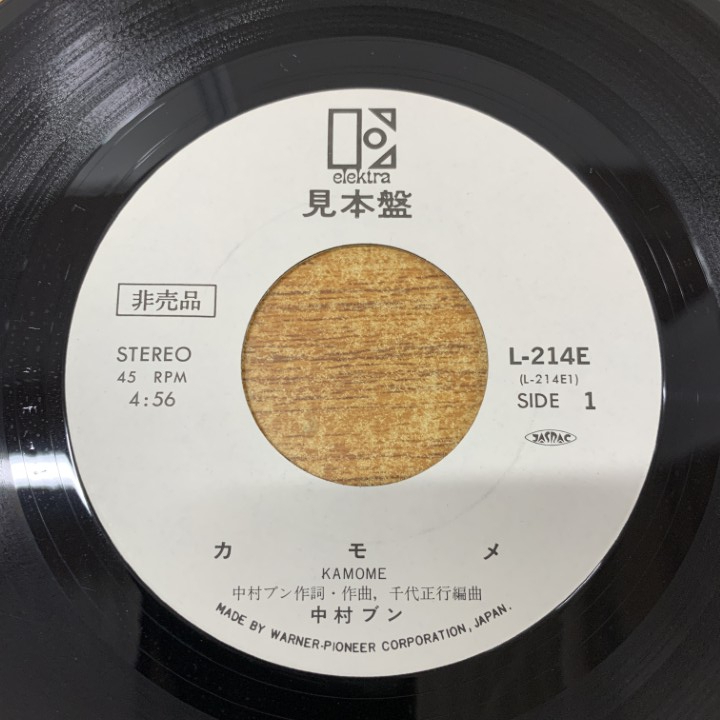 elektra
見本盤
非売品
STEREO
45 RPM
4:56
L-214E
(L-214E1)
SIDE 1
JASRAC
カモメ
KAMOME
中村ブン作詞・作曲, 千代正行編曲
中村ブン
MADE BY WARNER-PIONEER CORPORATION, JAPAN.